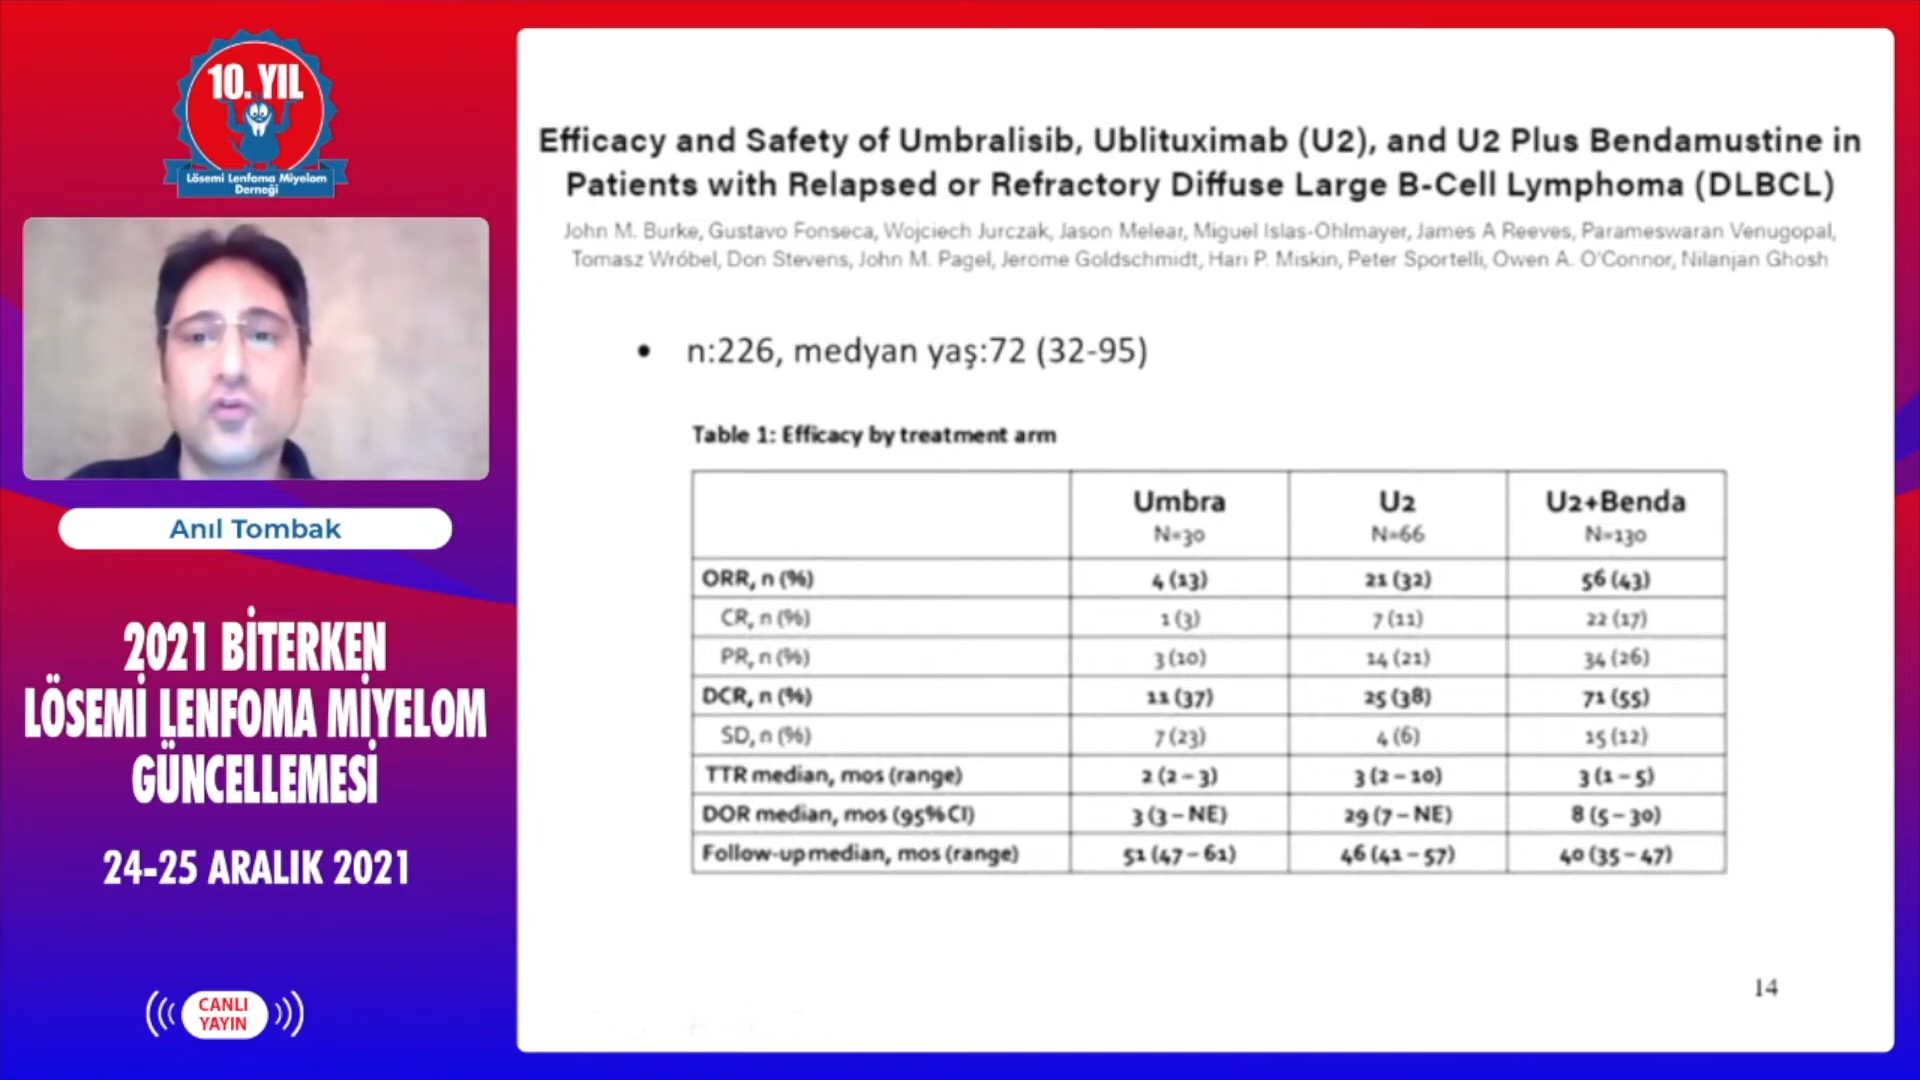 10. YIL
Lösemi Lenfoma Miyelom
Derneği
Anıl Tombak
2021 BİTERKEN
LÖSEMİ LENFOMA MİYELOM
GÜNCELLEMESİ
24-25 ARALIK 2021
CANLI
YAYIN
Efficacy and Safety of Umbralisib, Ublituximab (U2), and U2 Plus Bendamustine in
Patients with Relapsed or Refractory Diffuse Large B-Cell Lymphoma (DLBCL)
John M. Burke, Gustavo Fonseca, Wojciech Jurczak, Jason Melear, Miguel Islas-Ohlmayer, James A Reeves, Parameswaran Venugopal,
Tomasz Wróbel, Don Stevens, John M. Pagel, Jerome Goldschmidt, Hari P. Miskin, Peter Sportelli, Owen A. O'Connor, Nilanjan Ghosh
• n:226, medyan yaş:72 (32-95)
Table 1: Efficacy by treatment arm
Umbra U2 U2+Benda
N=30 N=66 N=130
ORR, n (%) 4 (13) 21 (32) 56 (43)
CR, n (%) 1 (3) 7 (11) 22 (17)
PR, n (%) 3 (10) 14 (21) 34 (26)
DCR, n (%) 11 (37) 25 (38) 71 (55)
SD, n (%) 7 (23) 4 (6) 15 (12)
TTR median, mos (range) 2 (2 – 3) 3 (2 – 10) 3 (1 – 5)
DOR median, mos (95% CI) 3 (3 – NE) 29 (7 – NE) 8 (5 – 30)
Follow-up median, mos (range) 51 (47 – 61) 46 (41 – 57) 40 (35 – 47)
14